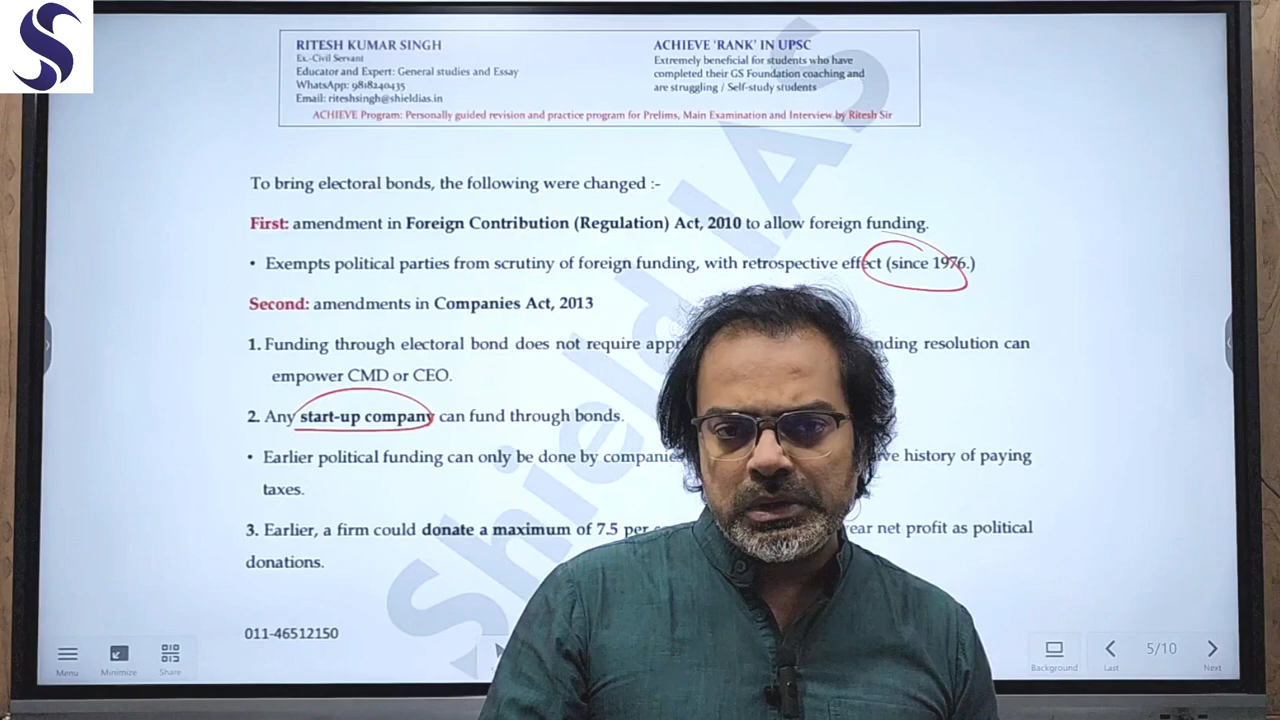 RITESH KUMAR SINGH
Ex.-Civil Servant
Educator and Expert: General studies and Essay
WhatsApp: 9818240435
Email: riteshsingh@shieldias.in
ACHIEVE 'RANK' IN UPSC
Extremely beneficial for students who have
completed their GS Foundation coaching and
are struggling / Self-study students
ACHIEVE Program: Personally guided revision and practice program for Prelims, Main Examination and Interview by Ritesh Sir
To bring electoral bonds, the following were changed :-
First: amendment in Foreign Contribution (Regulation) Act, 2010 to allow foreign funding.
• Exempts political parties from scrutiny of foreign funding, with retrospective effect (since 1976.)
Second: amendments in Companies Act, 2013
1. Funding through electoral bond does not require nding resolution can
empower CMD or CEO.
2. Any start-up company can fund through bonds.
• Earlier political funding can only be done by history of paying
taxes.
3. Earlier, a firm could donate a maximum of 7.5 per net profit as political
donations.
011-46512150
Shield IAS
Menu
Minimize
Share
Background
Last
5/10
Next